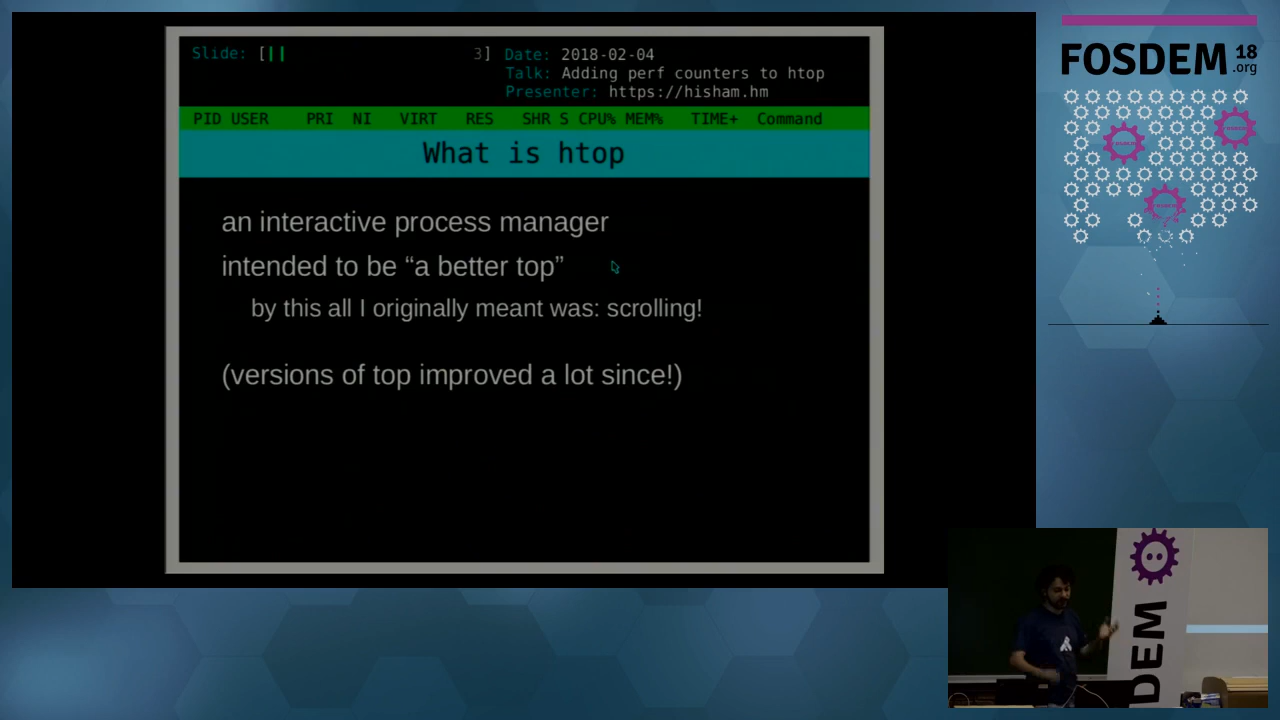 Slide: [|| 3]
Date: 2018-02-04
Talk: Adding perf counters to htop
Presenter: https://hisham.hm
PID USER PRI NI VIRT RES SHR S CPU% MEM% TIME+ Command
What is htop
an interactive process manager
intended to be “a better top”
by this all I originally meant was: scrolling!
(versions of top improved a lot since!)
FOSDEM 18
.org
DEM